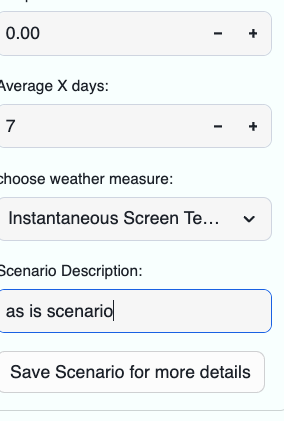 0.00 - +
Average X days:
7 - +
choose weather measure:
Instantaneous Screen Te...
Scenario Description:
as is scenario
Save Scenario for more details